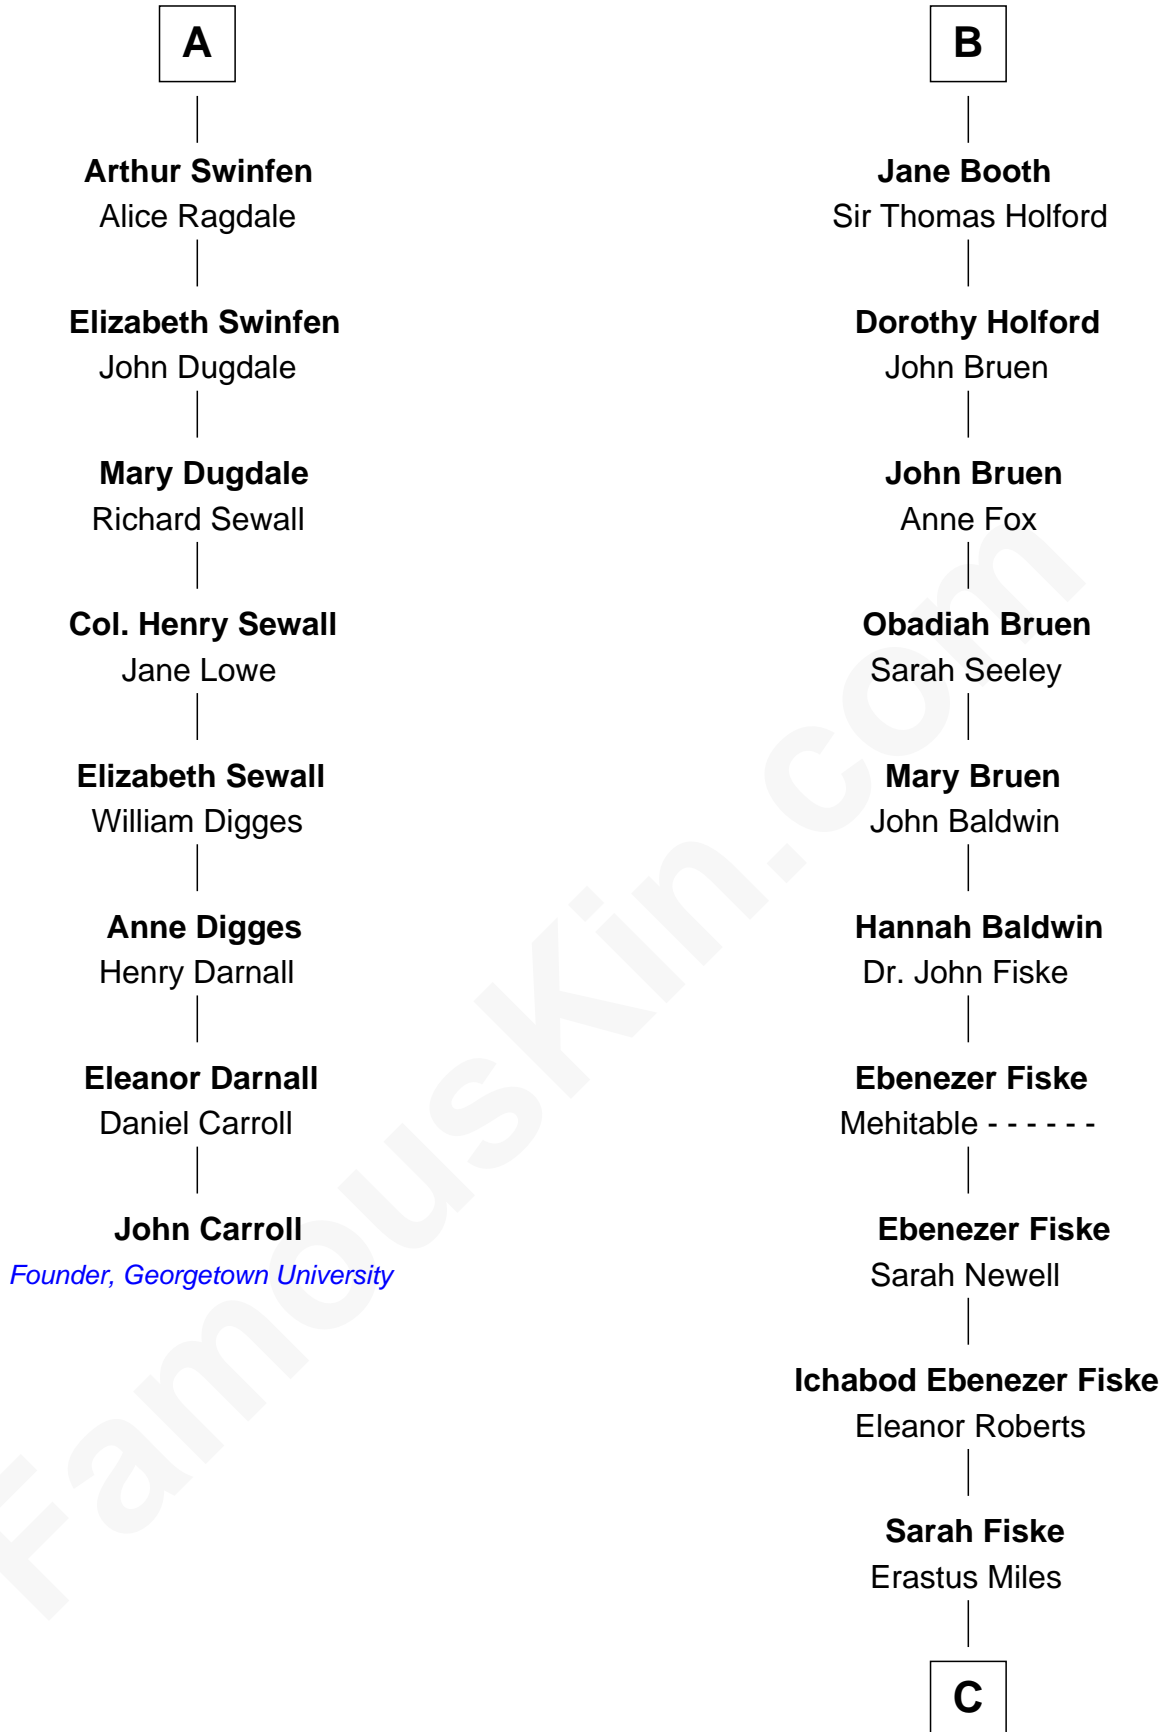 A
Arthur Swinfen
Alice Ragdale
Elizabeth Swinfen
John Dugdale
Mary Dugdale
Richard Sewall
Col. Henry Sewall
Jane Lowe
Elizabeth Sewall
William Digges
Anne Digges
Henry Darnall
Eleanor Darnall
Daniel Carroll
John Carroll
Founder, Georgetown University
B
Jane Booth
Sir Thomas Holford
Dorothy Holford
John Bruen
John Bruen
Anne Fox
Obadiah Bruen
Sarah Seeley
Mary Bruen
John Baldwin
Hannah Baldwin
Dr. John Fiske
Ebenezer Fiske
Mehitable - - - - - -
Ebenezer Fiske
Sarah Newell
Ichabod Ebenezer Fiske
Eleanor Roberts
Sarah Fiske
Erastus Miles
C
FamousKin.com